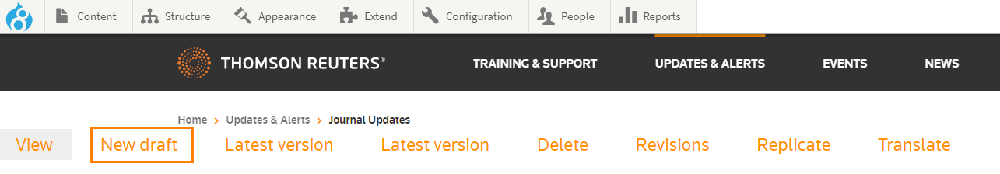 Content Structure Appearance Extend Configuration People Reports
THOMSON REUTERS® TRAINING & SUPPORT UPDATES & ALERTS EVENTS NEWS
Home › Updates & Alerts › Journal Updates
View New draft Latest version Latest version Delete Revisions Replicate Translate